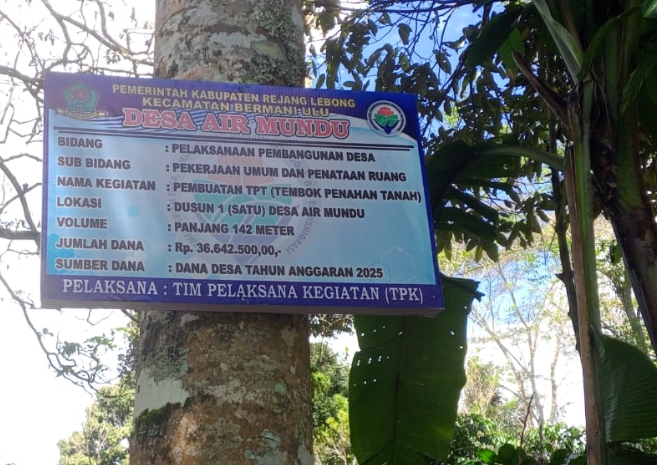 PEMERINTAH KABUPATEN REJANG LEBONG
KECAMATAN BERMANI ULU
DESA AIR MUNDU
BIDANG : PELAKSANAAN PEMBANGUNAN DESA
SUB BIDANG : PEKERJAAN UMUM DAN PENATAAN RUANG
NAMA KEGIATAN : PEMBUATAN TPT (TEMBOK PENAHAN TANAH)
LOKASI : DUSUN 1 (SATU) DESA AIR MUNDU
VOLUME : PANJANG 142 METER
JUMLAH DANA : Rp. 36.642.500,00,-
SUMBER DANA : DANA DESA TAHUN ANGGARAN 2025
PELAKSANA : TIM PELAKSANA KEGIATAN (TPK)